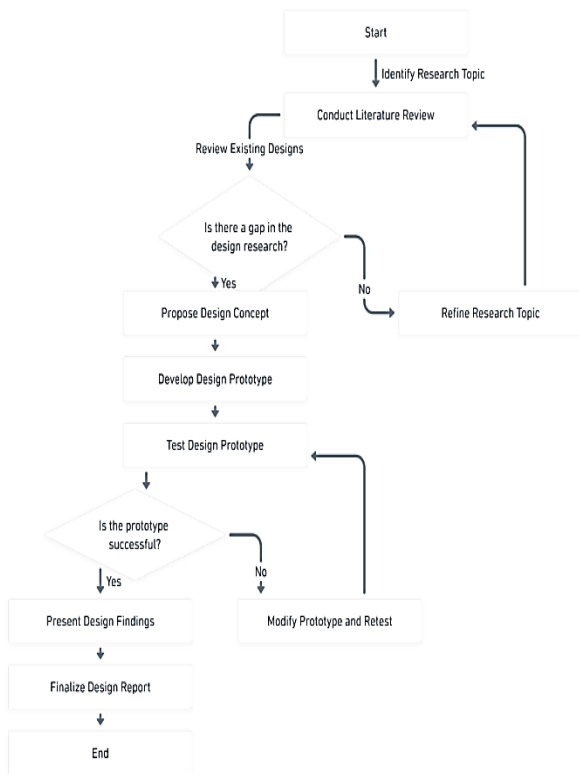 Start
Identify Research Topic
Conduct Literature Review
Review Existing Designs
Is there a gap in the
design research?
Yes
No
Propose Design Concept
Refine Research Topic
Develop Design Prototype
Test Design Prototype
Is the prototype
successful?
Yes
No
Present Design Findings
Modify Prototype and Retest
Finalize Design Report
End